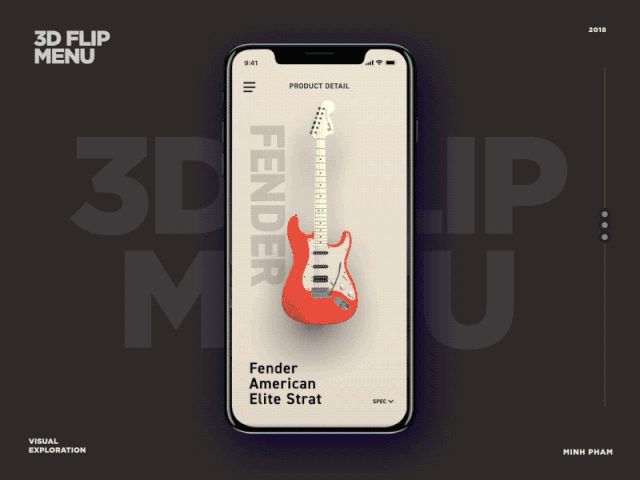 3D FLIP
MENU
2018
3D FLIP
MENU
9:41
PRODUCT DETAIL
FENDER
Fender
American
Elite Strat
SPEC
VISUAL
EXPLORATION
MINH PHAM